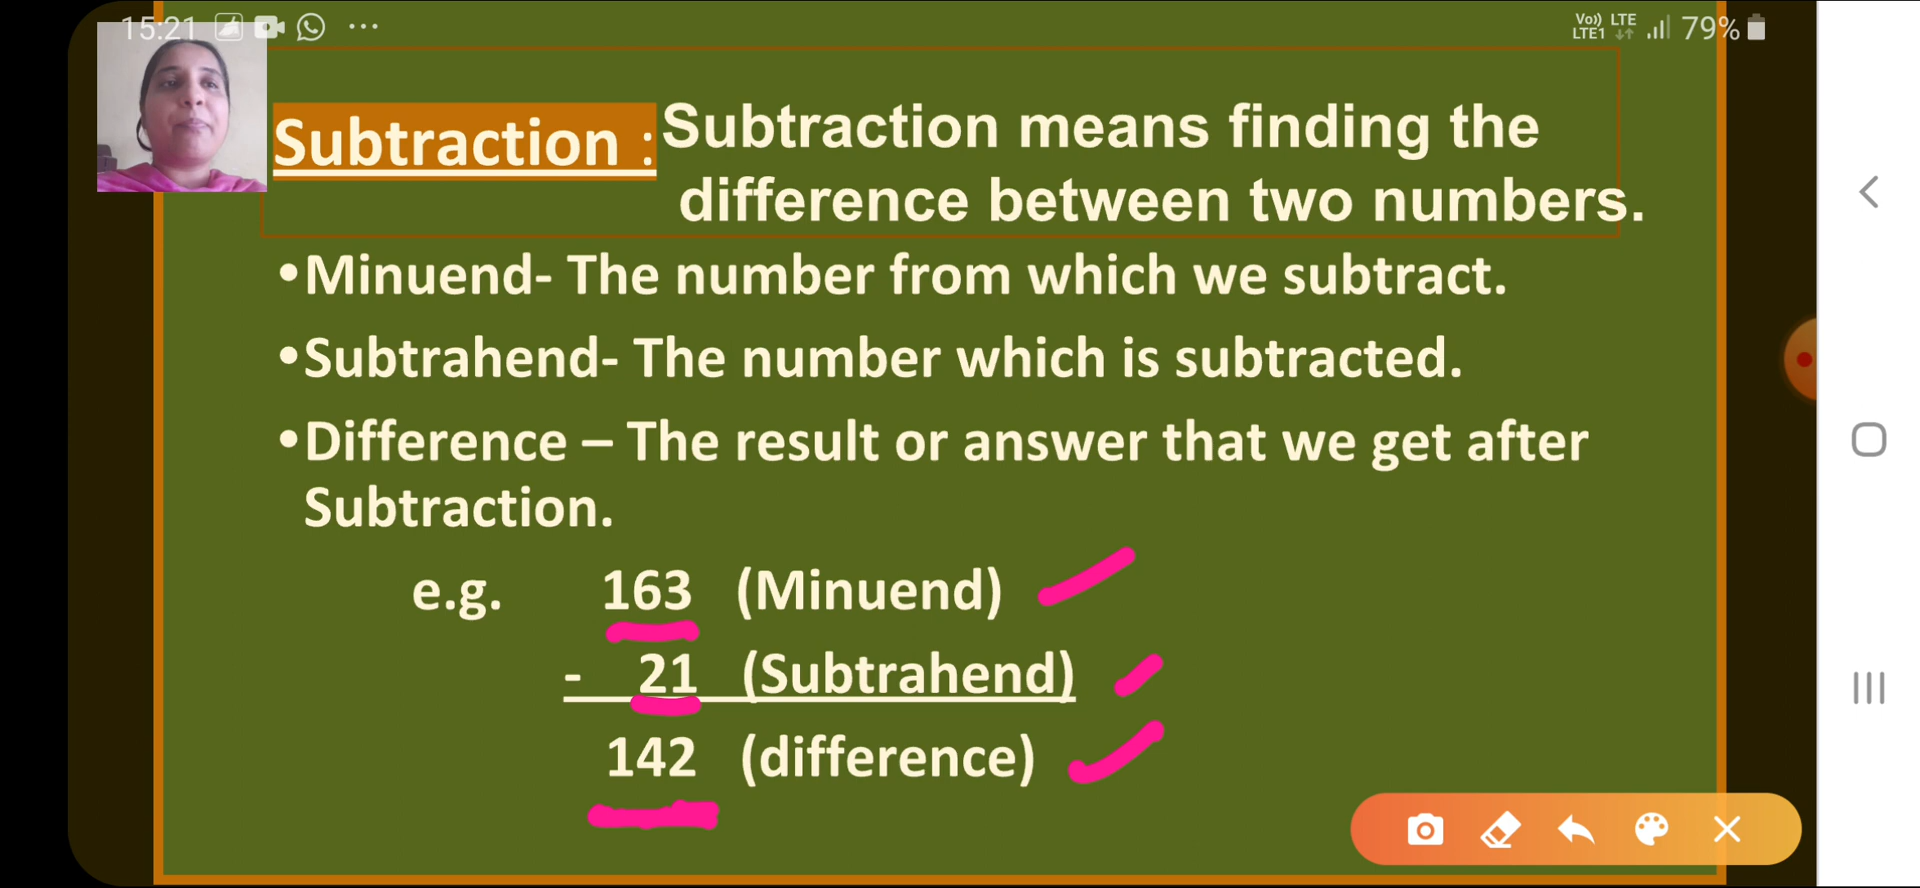 15:21 ...
Vo)) LTE
LTE1 79%
Subtraction : Subtraction means finding the
difference between two numbers.
•Minuend- The number from which we subtract.
•Subtrahend- The number which is subtracted.
•Difference – The result or answer that we get after
Subtraction.
e.g. 163 (Minuend)
- 21 (Subtrahend)
142 (difference)